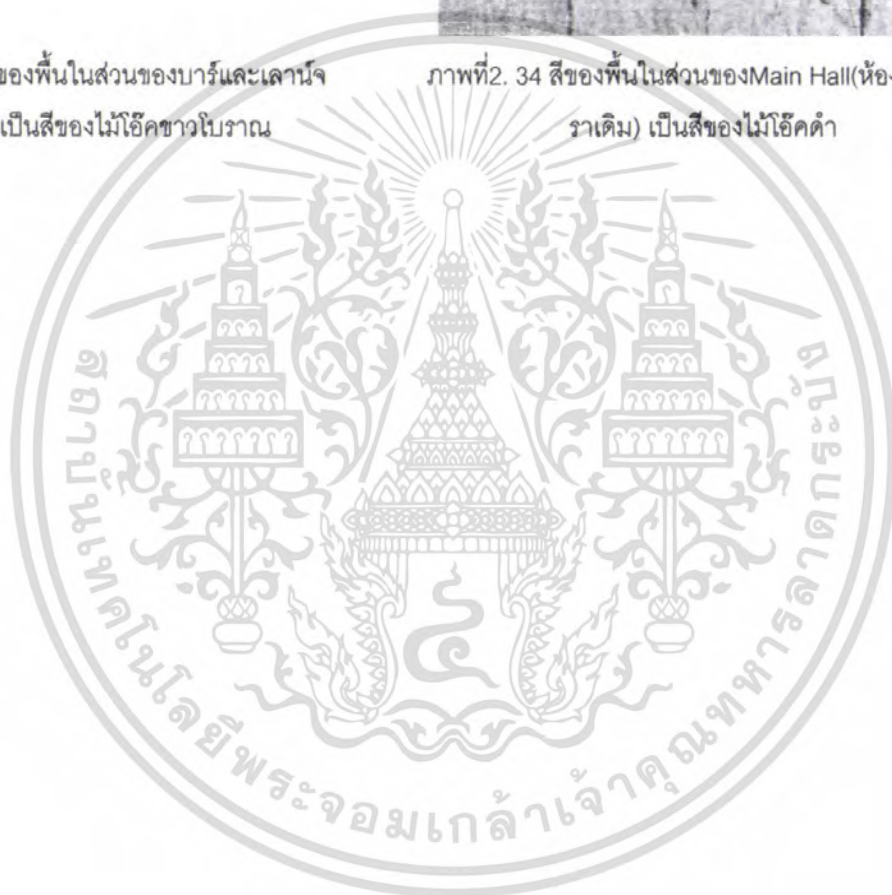 ของพื้นในส่วนของบาร์และเลาน์จ
เป็นสีของไม้โอ๊คขาวโบราณ
ภาพที่2. 34 สีของพื้นในส่วนของMain Hall(ห้อง
ราเดิม) เป็นสีของไม้โอ๊คดำ
สถาบันเทคโนโลยีพระจอมเกล้าเจ้าคุณทหารลาดกระบัง
๔